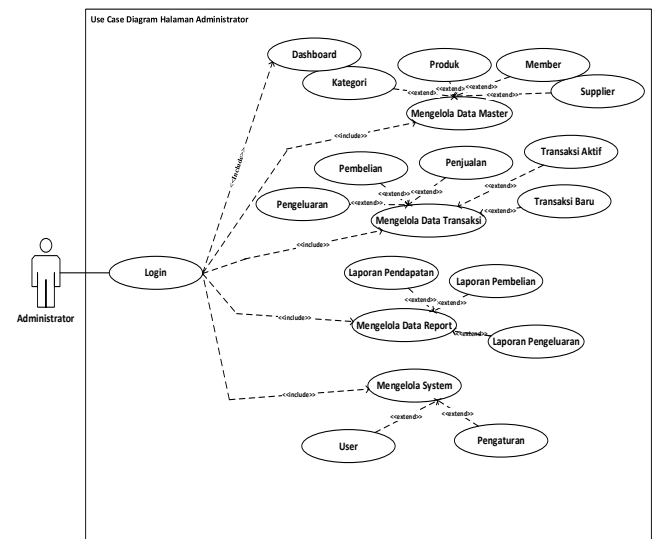 Use Case Diagram Halaman Administrator
Dashboard
Kategori
Produk
Member
Supplier
<<extend>>
<<extend>>
<<extend>>
<<extend>>
Mengelola Data Master
<<include>>
<<include>>
Pembelian
Penjualan
Transaksi Aktif
Pengeluaran
Transaksi Baru
<<extend>>
<<extend>>
<<extend>>
<<extend>>
<<extend>>
Mengelola Data Transaksi
<<include>>
Login
Administrator
Laporan Pendapatan
Laporan Pembelian
<<extend>>
<<extend>>
Mengelola Data Report
<<extend>>
Laporan Pengeluaran
<<include>>
Mengelola System
<<include>>
<<extend>>
<<extend>>
User
Pengaturan